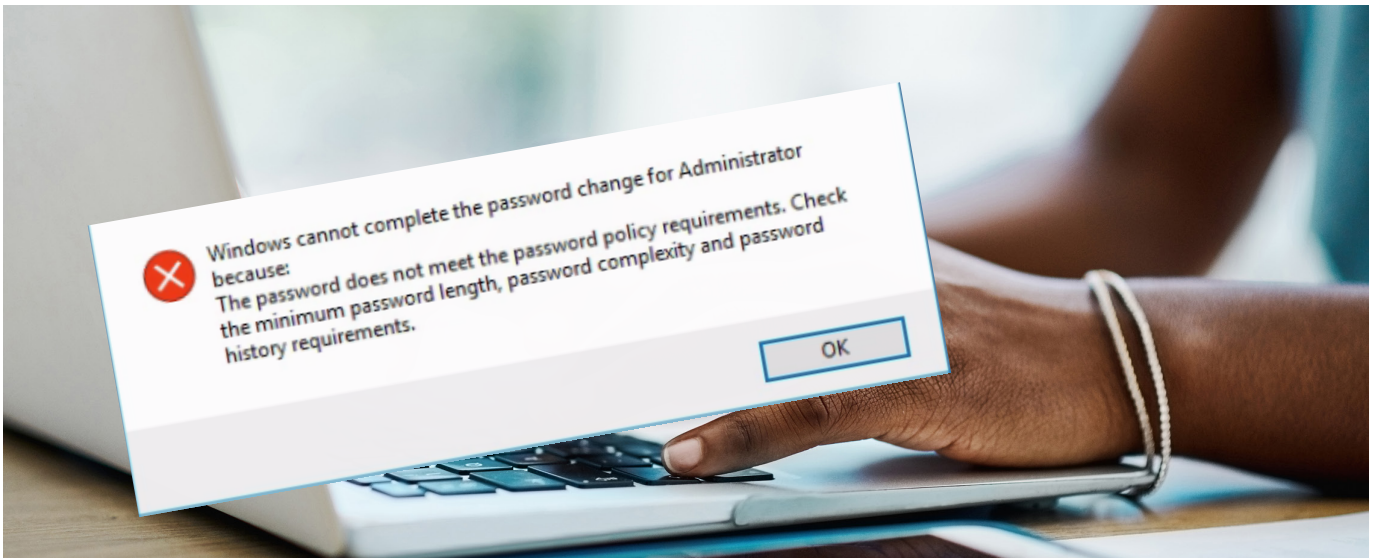 Windows cannot complete the password change for Administrator
because:
The password does not meet the password policy requirements. Check
the minimum password length, password complexity and password
history requirements.
OK